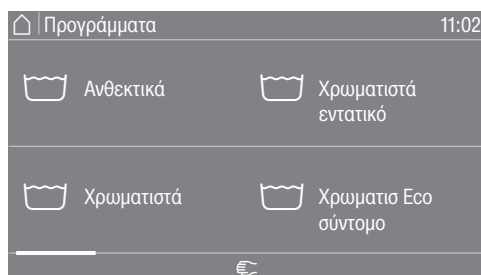 Προγράμματα 11:02
Ανθεκτικά
Χρωματιστά
εντατικό
Χρωματιστά
Χρωματισ Eco
σύντομο